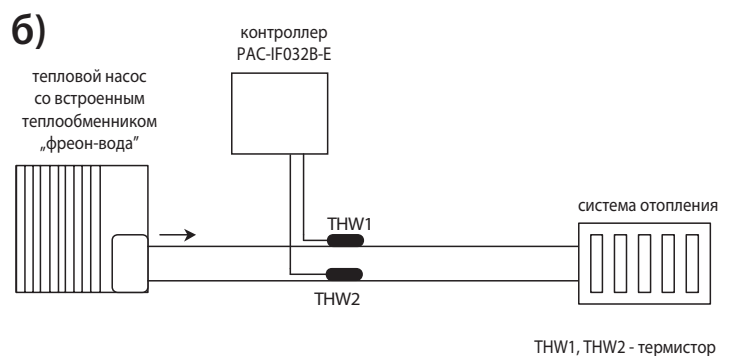 б)
контроллер
PAC-IF032B-E
тепловой насос
со встроенным
теплообменником
„фреон-вода”
THW1
THW2
система отопления
THW1, THW2 - термистор